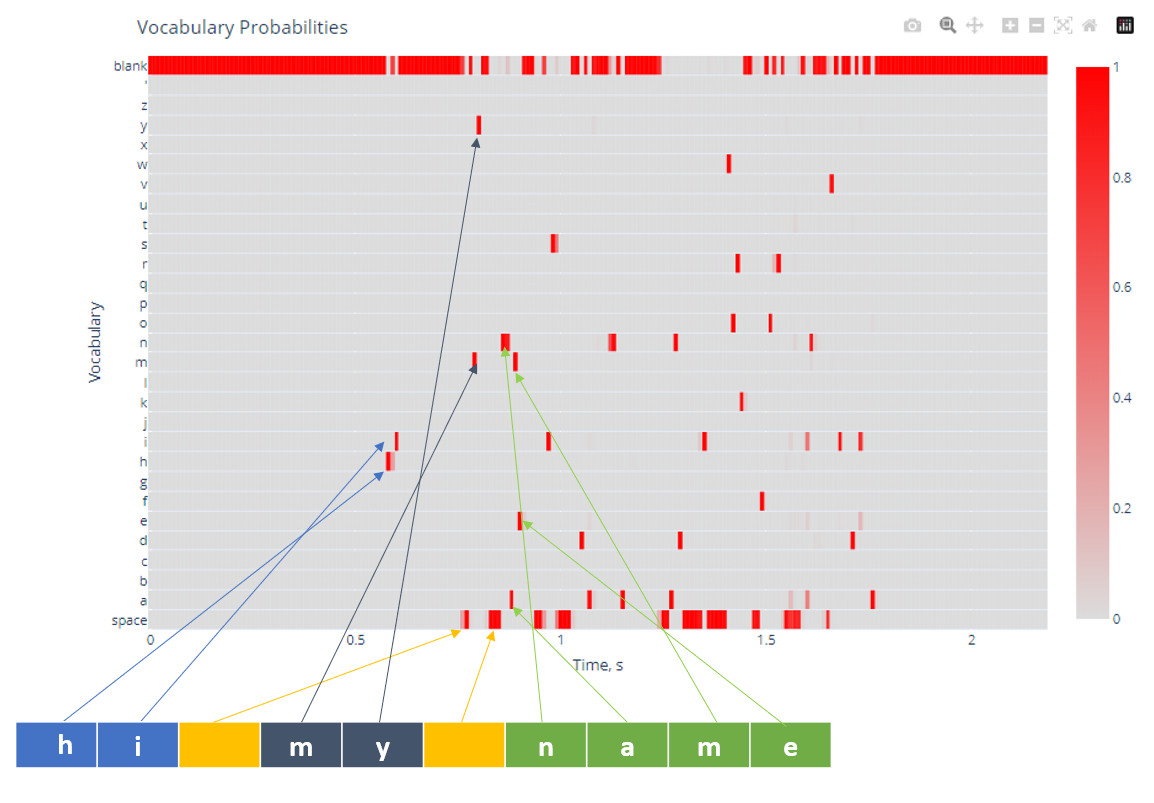 Vocabulary Probabilities
blank
'
z
y
x
w
v
u
t
s
r
q
p
o
n
m
l
k
j
i
h
g
f
e
d
c
b
a
space
Vocabulary
0 0.5 1 1.5 2
Time, s
1
0.8
0.6
0.4
0.2
0
h i m y n a m e